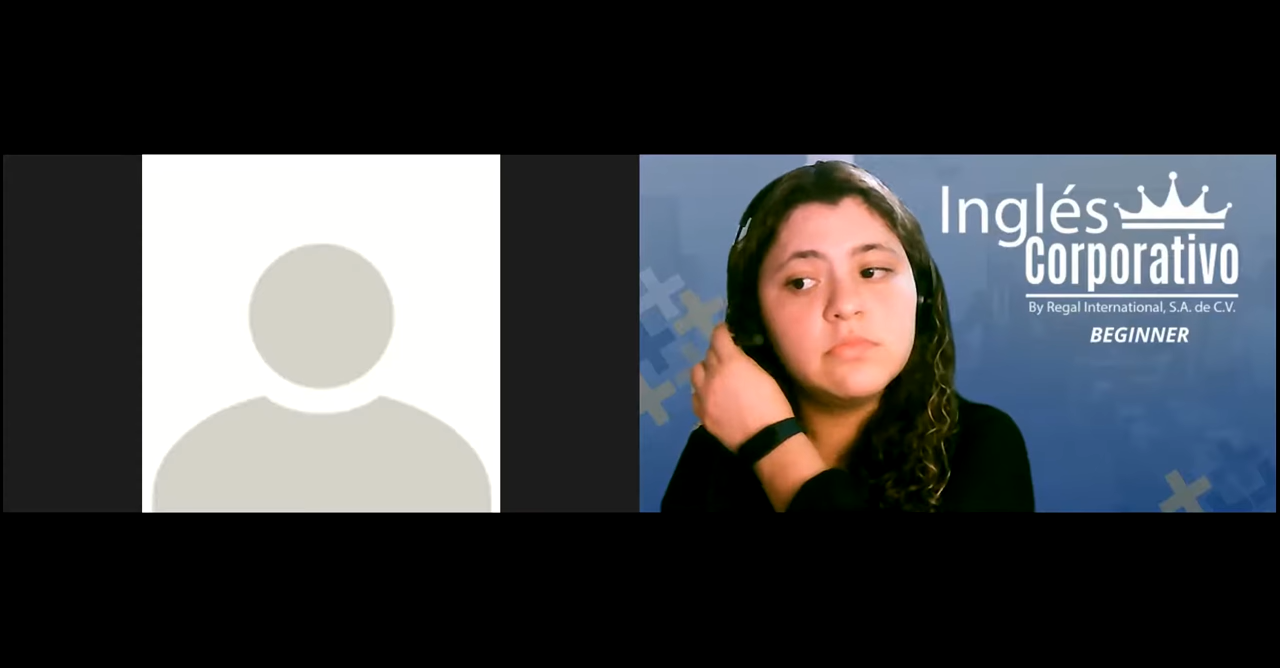 Inglés
Corporativo
By Regal International, S.A. de C.V.
BEGINNER